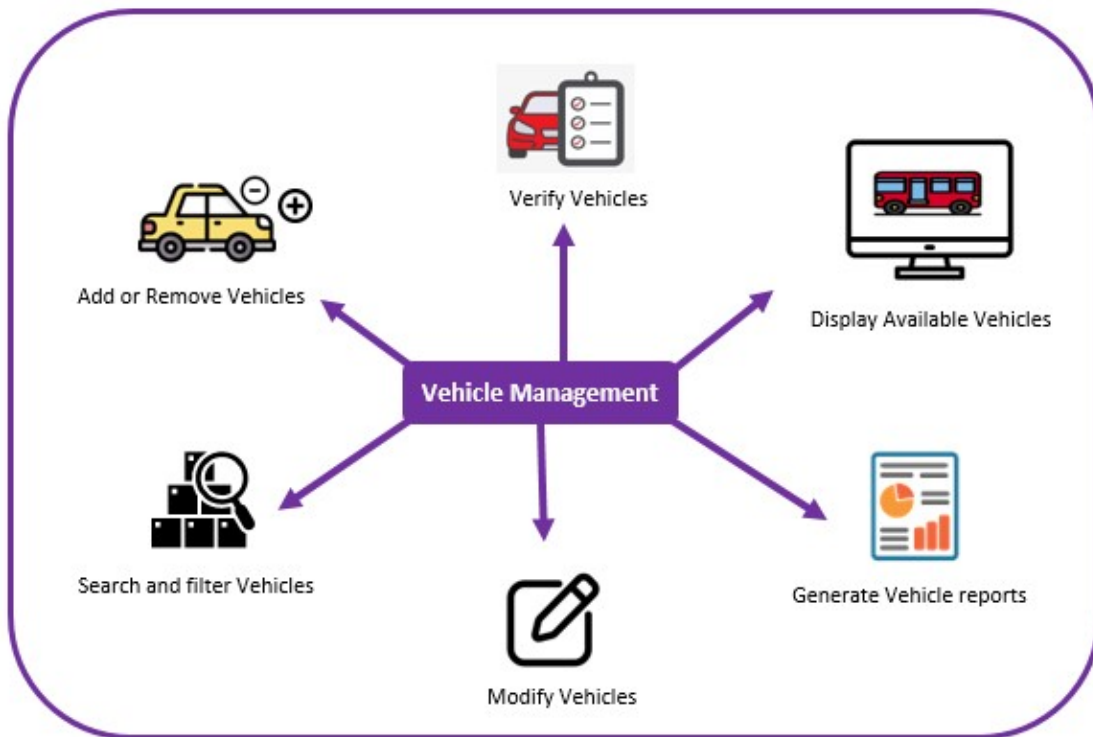 Verify Vehicles
Add or Remove Vehicles
Display Available Vehicles
Vehicle Management
Search and filter Vehicles
Generate Vehicle reports
Modify Vehicles